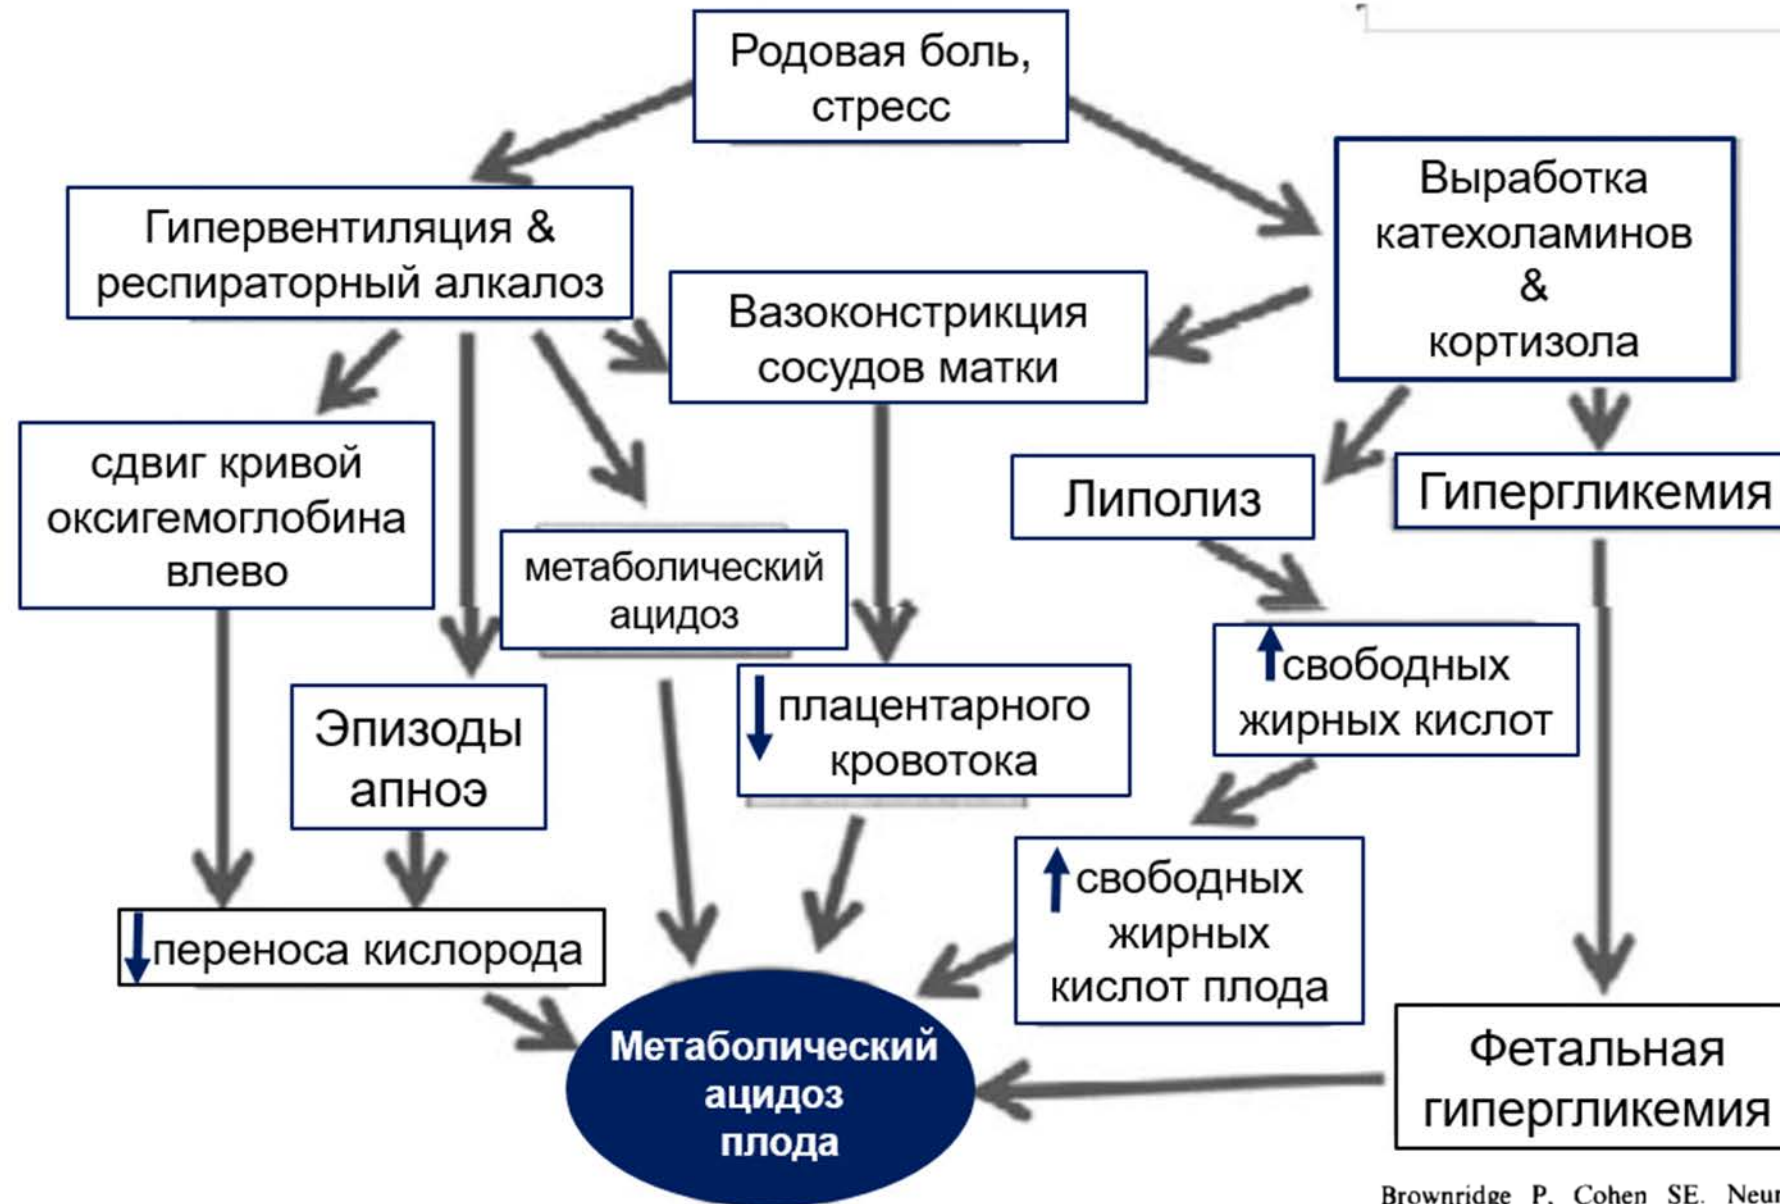 Родовая боль,
стресс
Гипервентиляция &
респираторный алкалоз
Выработка
катехоламинов
&
кортизола
Вазоконстрикция
сосудов матки
сдвиг кривой
оксигемоглобина
влево
Липолиз
Гипергликемия
метаболический
ацидоз
↑свободных
жирных кислот
Эпизоды
апноэ
↓ плацентарного
кровотока
↑ свободных
жирных
кислот плода
↓переноса кислорода
Метаболический
ацидоз
плода
Фетальная
гипергликемия
Brownridge P, Cohen SE. Neur